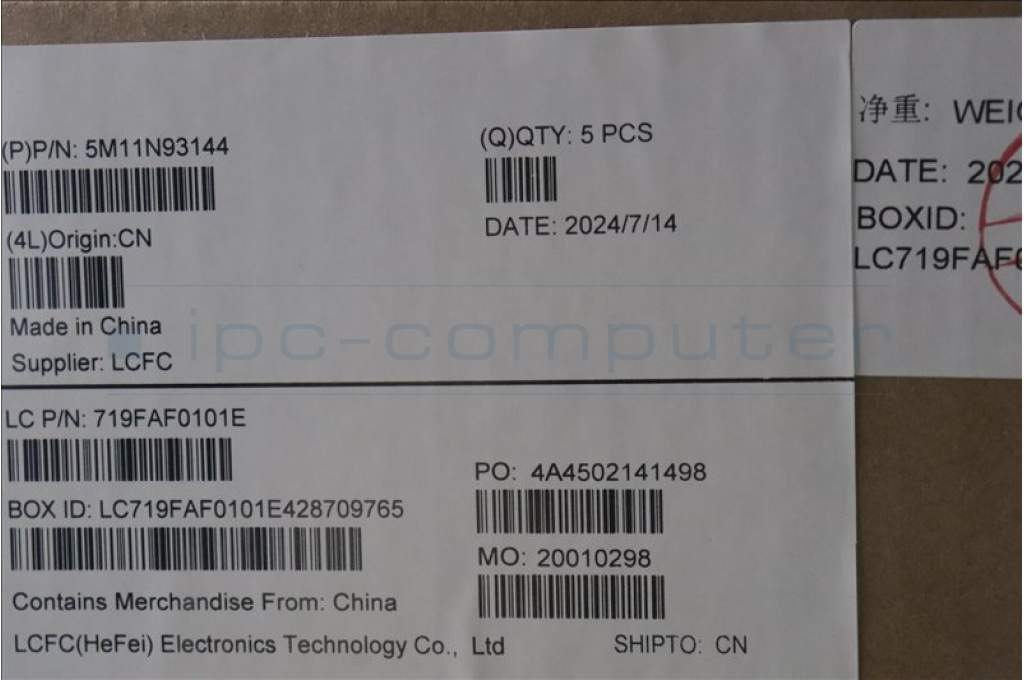 (P)P/N: 5M11N93144
(Q)QTY: 5 PCS
(4L)Origin:CN
DATE: 2024/7/14
Made in China
Supplier: LCFC
LC P/N: 719FAF0101E
PO: 4A4502141498
BOX ID: LC719FAF0101E428709765
MO: 20010298
Contains Merchandise From: China
LCFC(HeFei) Electronics Technology Co., Ltd
SHIPTO: CN
净重:
DATE: 202
BOXID:
LC719FAF0
ipc-computer